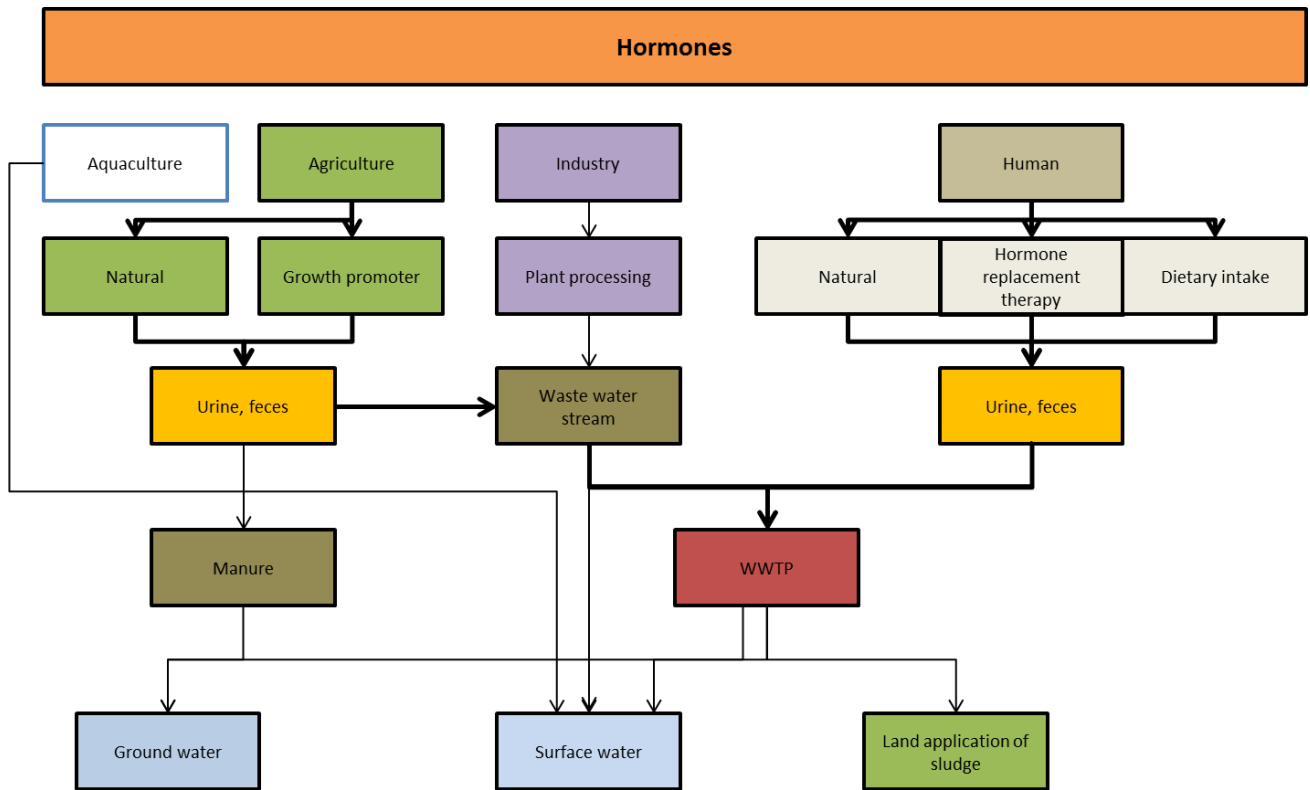 Hormones
Aquaculture
Agriculture
Industry
Human
Natural
Growth promoter
Plant processing
Natural
Hormone
replacement
therapy
Dietary intake
Urine, feces
Waste water
stream
Urine, feces
Manure
WWTP
Ground water
Surface water
Land application of
sludge